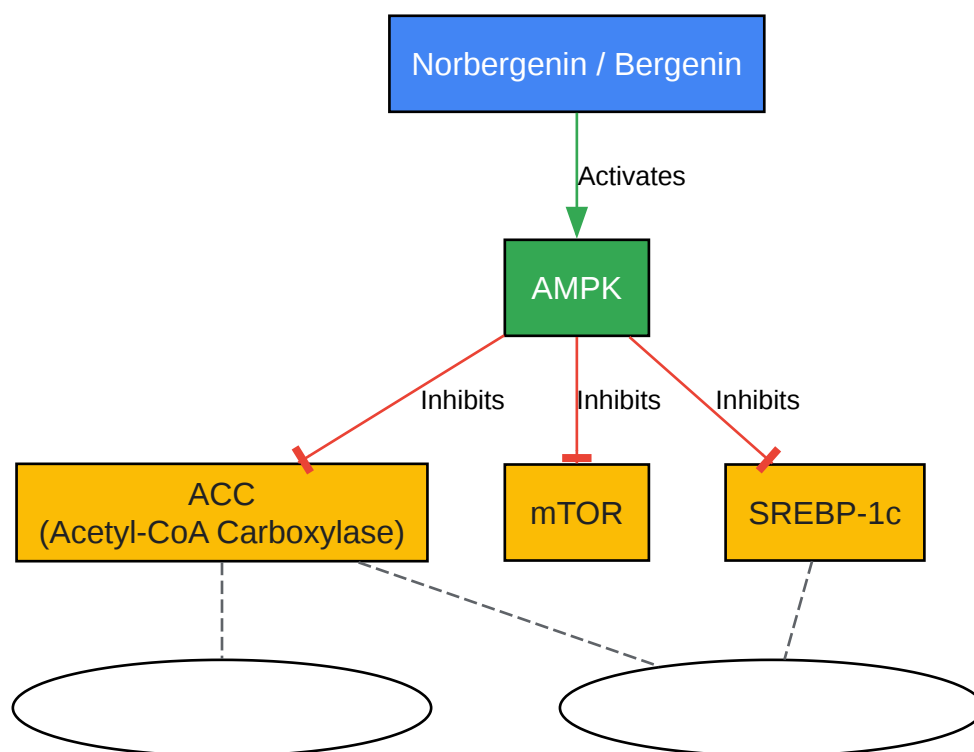 Norbergenin / Bergenin
Activates
AMPK
Inhibits
Inhibits
Inhibits
ACC
(Acetyl-CoA Carboxylase)
mTOR
SREBP-1c